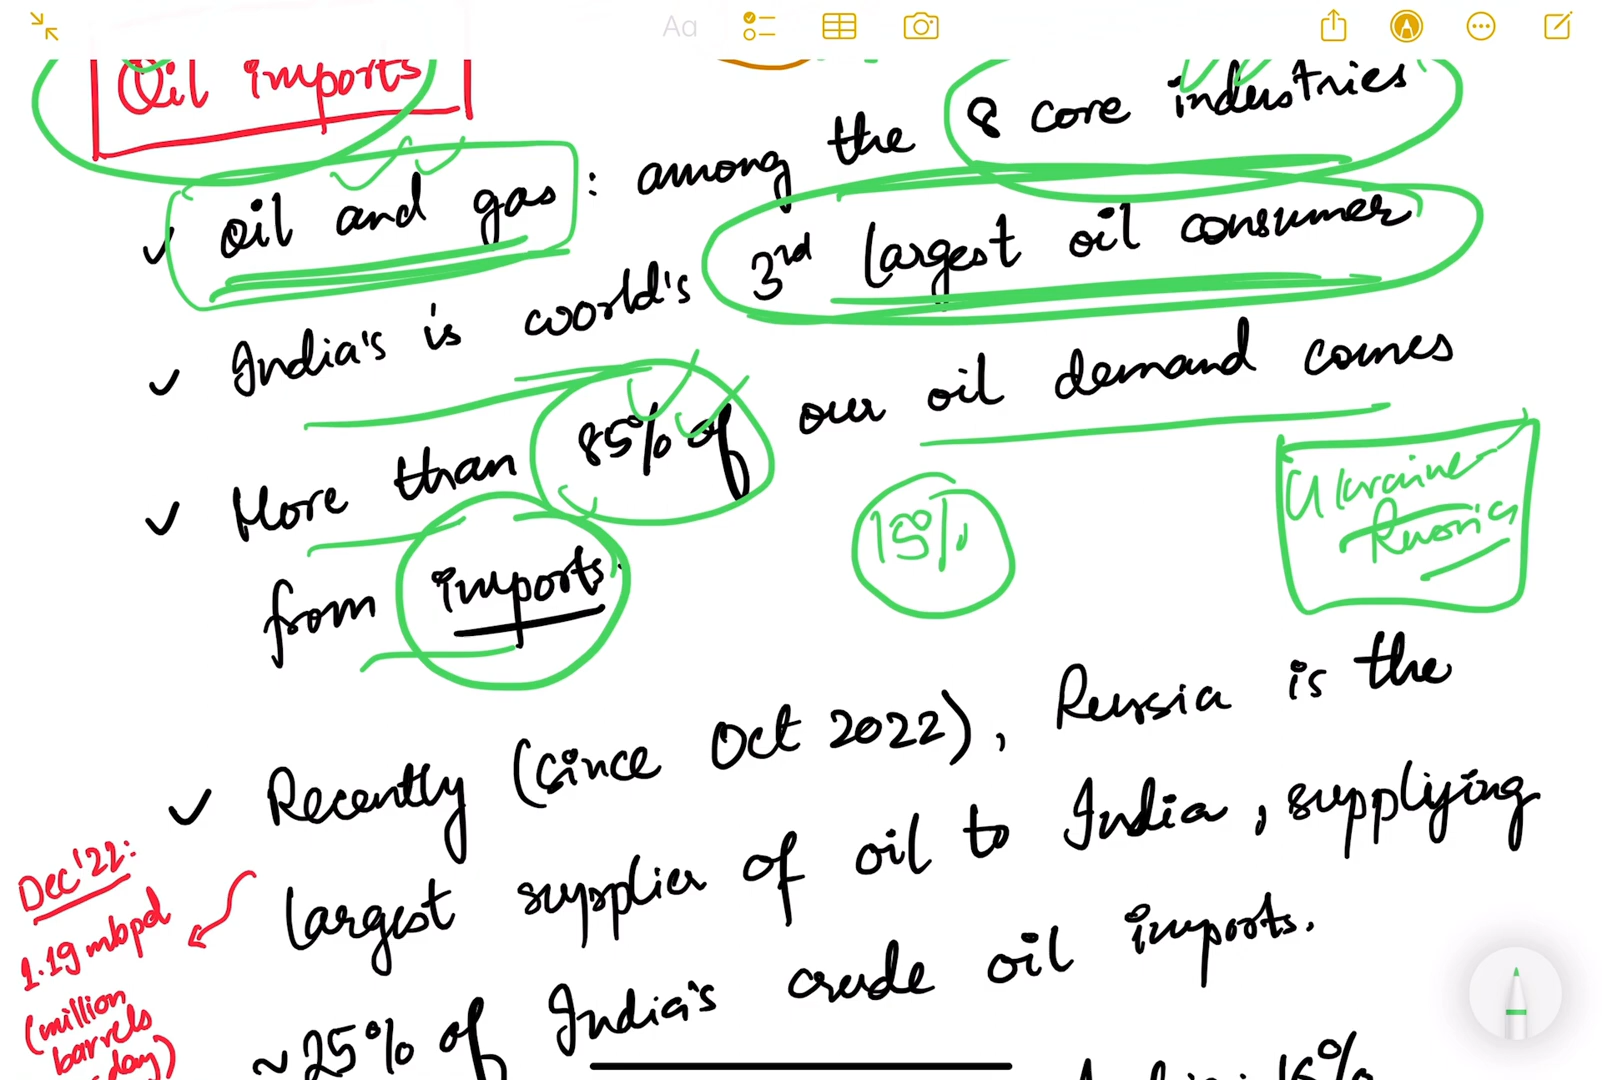 Aa
Oil imports
✓ Oil and gas : among the 8 core industries
✓ India's is world's 3rd largest oil consumer
✓ More than 85% of our oil demand comes
from imports.
15%
Ukraine
Russia
✓ Recently (since Oct 2022), Russia is the
largest supplier of oil to India, supplying
~25% of India's crude oil imports.
Dec '22:
1.19 mbpd
(million
barrels
day)
15%